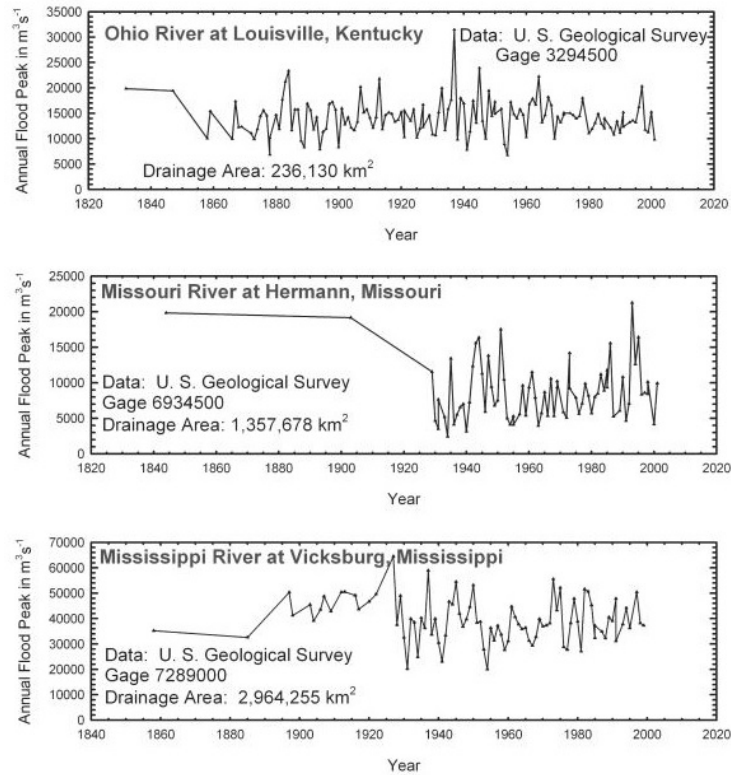 Annual Flood Peak in m³s⁻¹
35000
30000
25000
20000
15000
10000
5000
0
Ohio River at Louisville, Kentucky
Data: U. S. Geological Survey
Gage 3294500
Drainage Area: 236,130 km²
1820 1840 1860 1880 1900 1920 1940 1960 1980 2000 2020
Year
Annual Flood Peak in m³s⁻¹
25000
20000
15000
10000
5000
0
Missouri River at Hermann, Missouri
Data: U. S. Geological Survey
Gage 6934500
Drainage Area: 1,357,678 km²
1820 1840 1860 1880 1900 1920 1940 1960 1980 2000 2020
Year
Annual Flood Peak in m³s⁻¹
70000
60000
50000
40000
30000
20000
10000
0
Mississippi River at Vicksburg, Mississippi
Data: U. S. Geological Survey
Gage 7289000
Drainage Area: 2,964,255 km²
1840 1860 1880 1900 1920 1940 1960 1980 2000 2020
Year